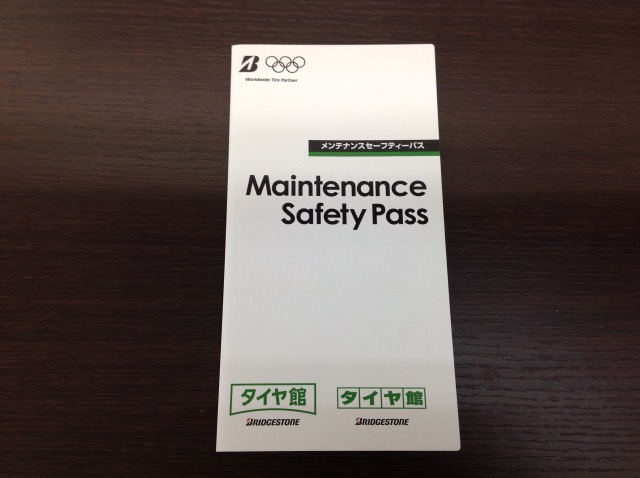 Worldwide Tire Partner
メンテナンスセーフティーパス
Maintenance
Safety Pass
タイヤ館 タイヤ館
BRIDGESTONE BRIDGESTONE